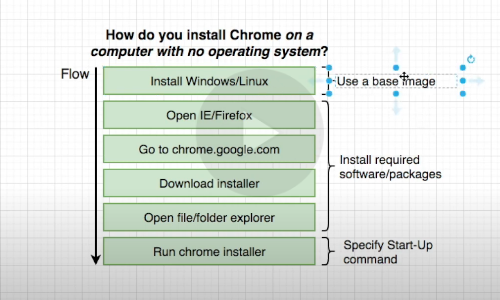 How do you install Chrome on a
computer with no operating system?
Flow
Install Windows/Linux
Use a base image
Open IE/Firefox
Go to chrome.google.com
Download installer
Open file/folder explorer
Install required
software/packages
Run chrome installer
Specify Start-Up
command